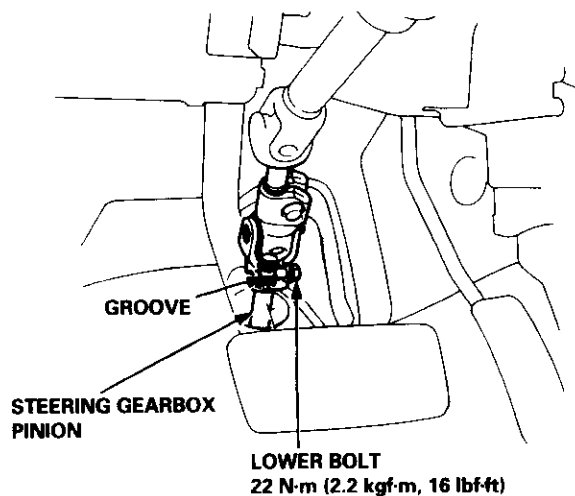 GROOVE
STEERING GEARBOX
PINION
LOWER BOLT
22 N·m (2.2 kgf·m, 16 lbf·ft)